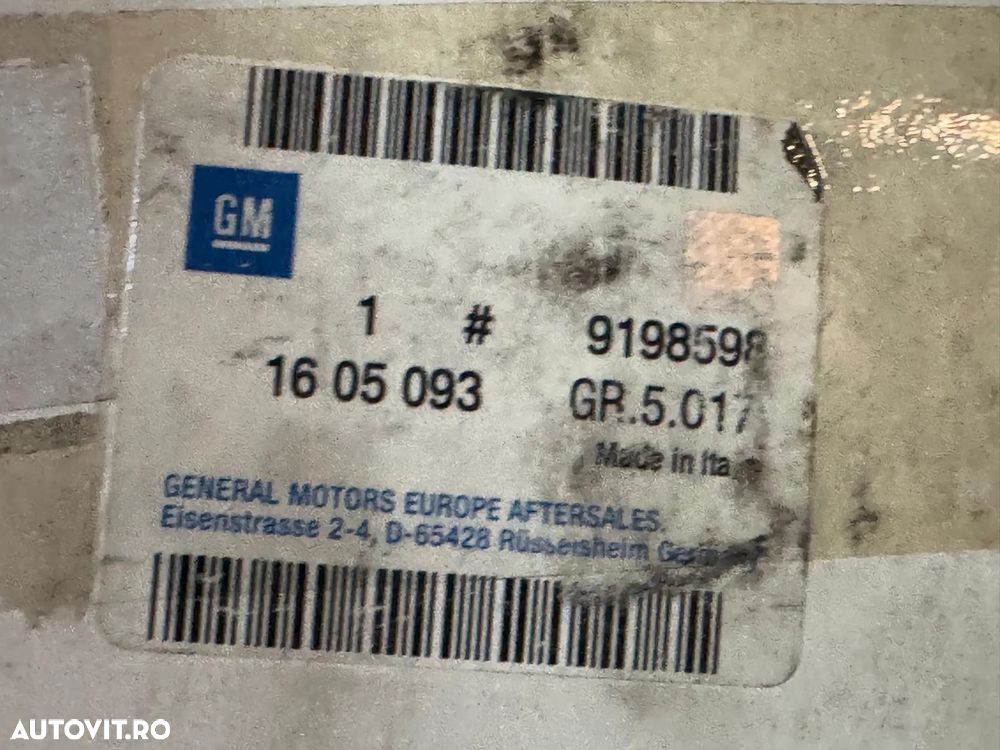 GM
1 # 9198598
16 05 093 GR.5.017
Made in
GENERAL MOTORS EUROPE AFTERSALES.
Eisenstrasse 2-4, D-65428 Rüsselsheim
AUTOVIT.RO